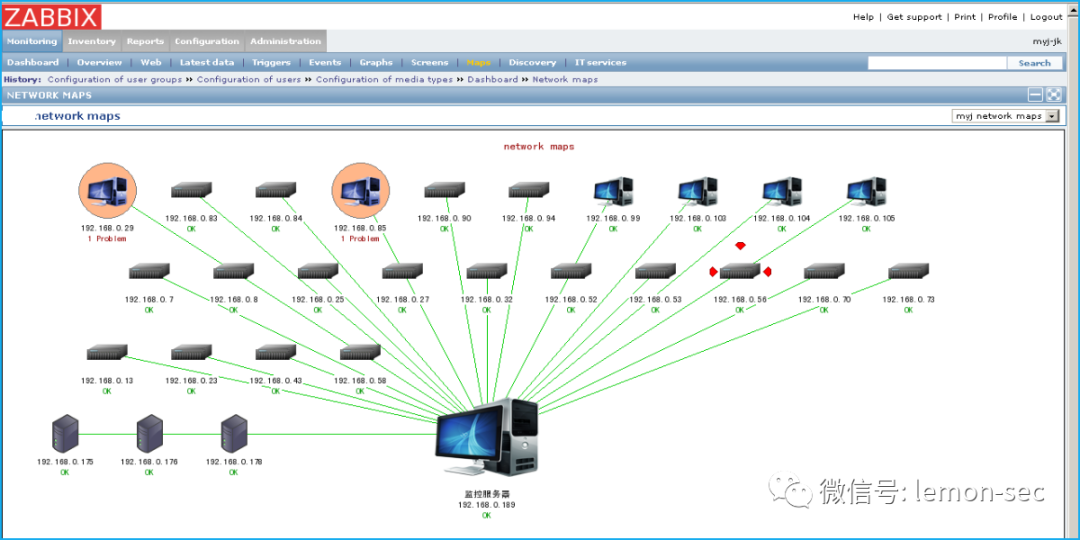 ZABBIX
Help | Get support | Print | Profile | Logout
Monitoring Inventory Reports Configuration Administration
myj-jk
Dashboard | Overview | Web | Latest data | Triggers | Events | Graphs | Screens | Maps | Discovery | IT services
Search
History: Configuration of user groups »» Configuration of users »» Configuration of media types »» Dashboard »» Network maps
NETWORK MAPS
network maps
myj network maps
network maps
192.168.0.29 192.168.0.83 192.168.0.84 192.168.0.85 192.168.0.90 192.168.0.94 192.168.0.99 192.168.0.103 192.168.0.104 192.168.0.105
1 Problem OK OK 1 Problem OK OK OK OK OK OK
192.168.0.7 192.168.0.8 192.168.0.25 192.168.0.27 192.168.0.32 192.168.0.52 192.168.0.53 192.168.0.56 192.168.0.70 192.168.0.73
OK OK OK OK OK OK OK OK OK OK
192.168.0.13 192.168.0.23 192.168.0.43 192.168.0.58
OK OK OK OK
192.168.0.175 192.168.0.176 192.168.0.178
OK OK OK
监控服务器
192.168.0.189
OK
微信号: lemon-sec